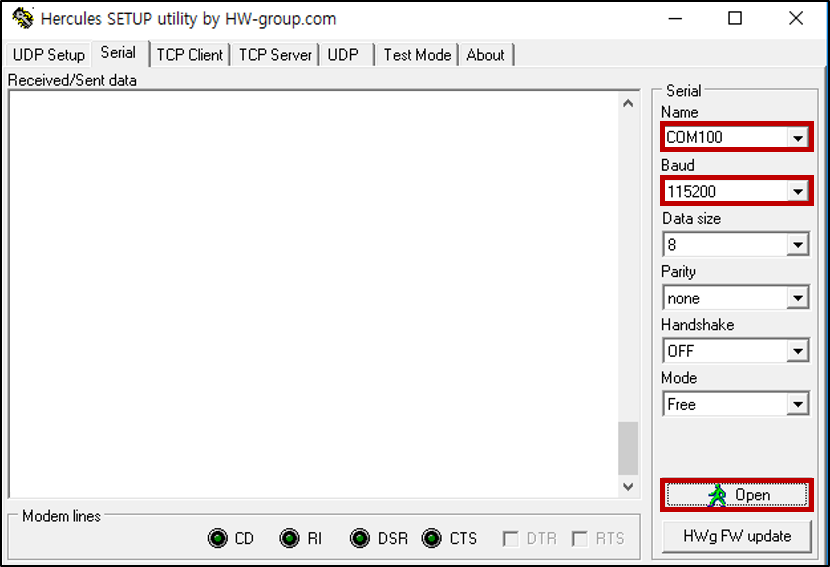 Hercules SETUP utility by HW-group.com
UDP Setup Serial TCP Client TCP Server UDP Test Mode About
Received/Sent data
Serial
Name
COM100
Baud
115200
Data size
8
Parity
none
Handshake
OFF
Mode
Free
Open
HWg FW update
Modem lines
CD RI DSR CTS DTR RTS